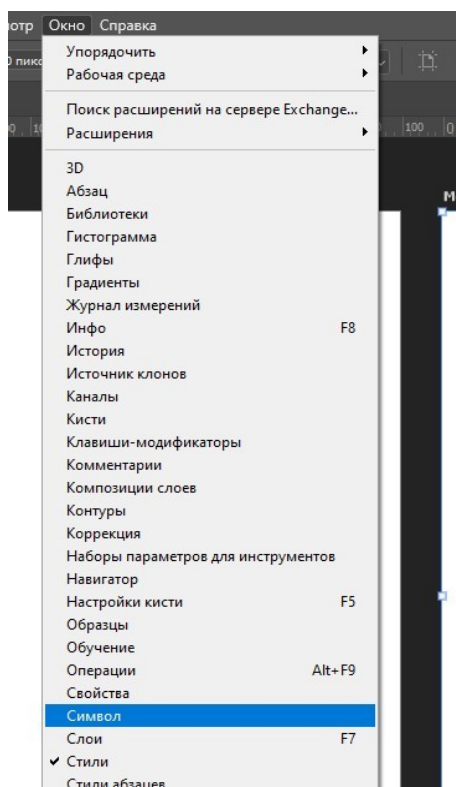 Окно Справка
Упорядочить
Рабочая среда
Поиск расширений на сервере Exchange...
Расширения
100
3D
Абзац
Библиотеки
Гистограмма
Глифы
Градиенты
Журнал измерений
Инфо F8
История
Источник клонов
Каналы
Кисти
Клавиши-модификаторы
Комментарии
Композиции слоев
Контуры
Коррекция
Наборы параметров для инструментов
Навигатор
Настройки кисти F5
Образцы
Обучение
Операции Alt+F9
Свойства
Символ
Слои F7
Стили
Стили абзацев